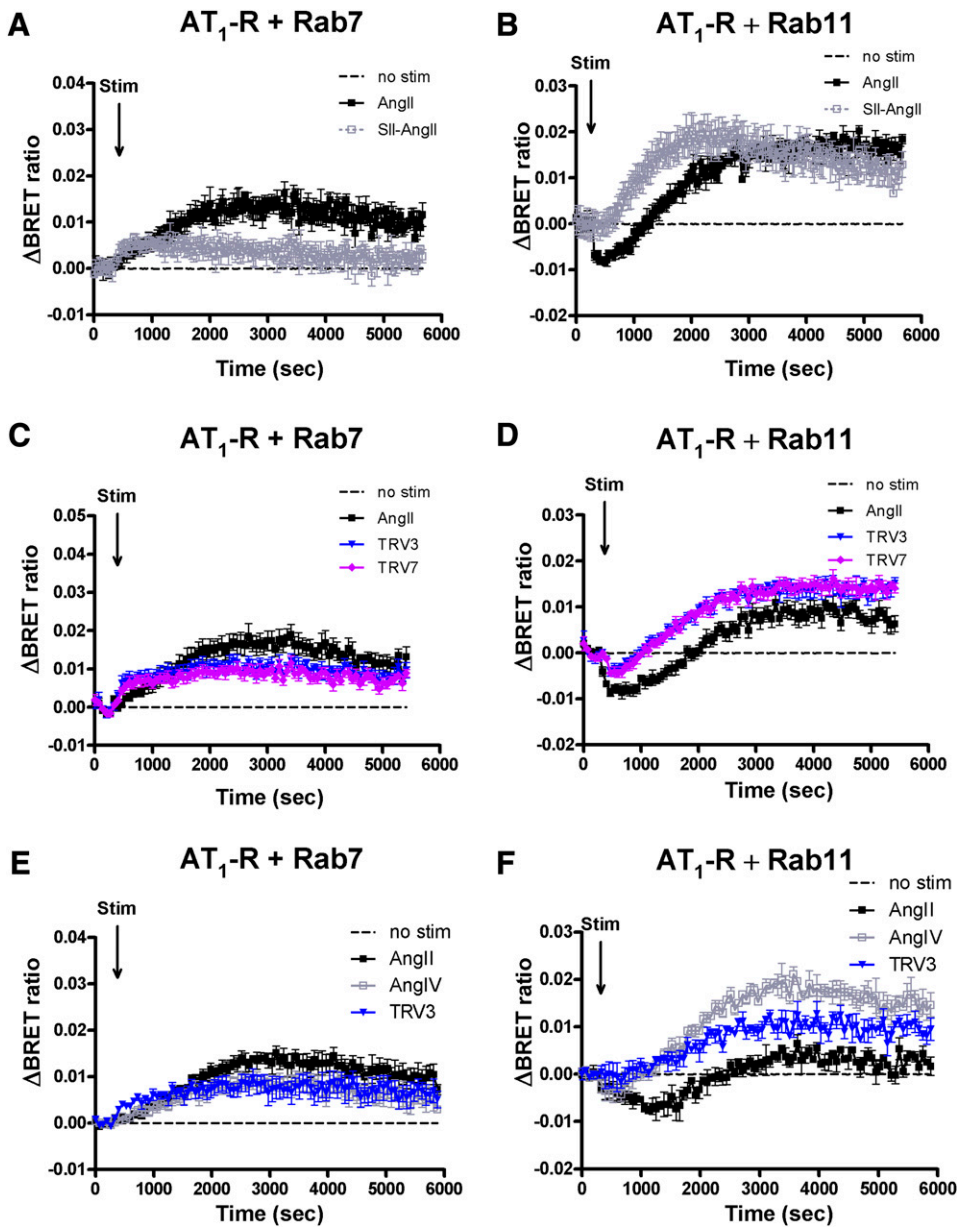 A
AT1-R + Rab7
Stim
no stim
AngII
SII-AngII
0.04
0.03
0.02
0.01
0.00
-0.01
ΔBRET ratio
0 1000 2000 3000 4000 5000 6000
Time (sec)
B
AT1-R + Rab11
Stim
no stim
AngII
SII-AngII
0.03
0.02
0.01
0.00
-0.01
-0.02
ΔBRET ratio
0 1000 2000 3000 4000 5000 6000
Time (sec)
C
AT1-R + Rab7
Stim
no stim
AngII
TRV3
TRV7
0.05
0.04
0.03
0.02
0.01
0.00
-0.01
ΔBRET ratio
0 1000 2000 3000 4000 5000 6000
Time (sec)
D
AT1-R + Rab11
Stim
no stim
AngII
TRV3
TRV7
0.03
0.02
0.01
0.00
-0.01
-0.02
ΔBRET ratio
0 1000 2000 3000 4000 5000 6000
Time (sec)
E
AT1-R + Rab7
Stim
no stim
AngII
AngIV
TRV3
0.04
0.03
0.02
0.01
0.00
-0.01
ΔBRET ratio
0 1000 2000 3000 4000 5000 6000
Time (sec)
F
AT1-R + Rab11
Stim
no stim
AngII
AngIV
TRV3
0.03
0.02
0.01
0.00
-0.01
-0.02
ΔBRET ratio
0 1000 2000 3000 4000 5000 6000
Time (sec)